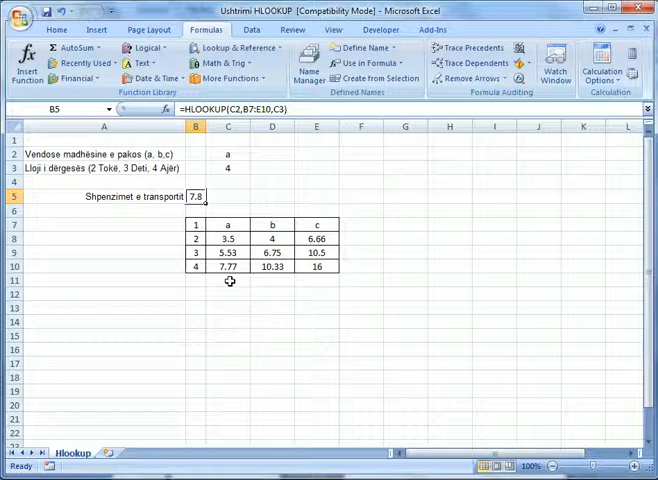 Ushtrimi HLOOKUP [Compatibility Mode] - Microsoft Excel
Home Insert Page Layout Formulas Data Review View Developer Add-Ins
fx Insert Function
Σ AutoSum Logical Lookup & Reference
Recently Used Text Math & Trig
Financial Date & Time More Functions
Function Library
Name Manager
Define Name
Use in Formula
Create from Selection
Defined Names
Trace Precedents
Trace Dependents
Remove Arrows
Formula Auditing
Watch Window
Calculation Options
Calculation
B5 fx =HLOOKUP(C2,B7:E10,C3)
A B C D E F G H I J K L
1
2 Vendose madhësine e pakos (a, b,c) a
3 Lloji i dërgesës (2 Tokë, 3 Deti, 4 Ajër) 4
4
5 Shpenzimet e transportit 7.8
6
7 1 a b c
8 2 3.5 4 6.66
9 3 5.53 6.75 10.5
10 4 7.77 10.33 16
11
12
13
14
15
16
17
18
19
20
21
22
Hlookup
Ready 100%